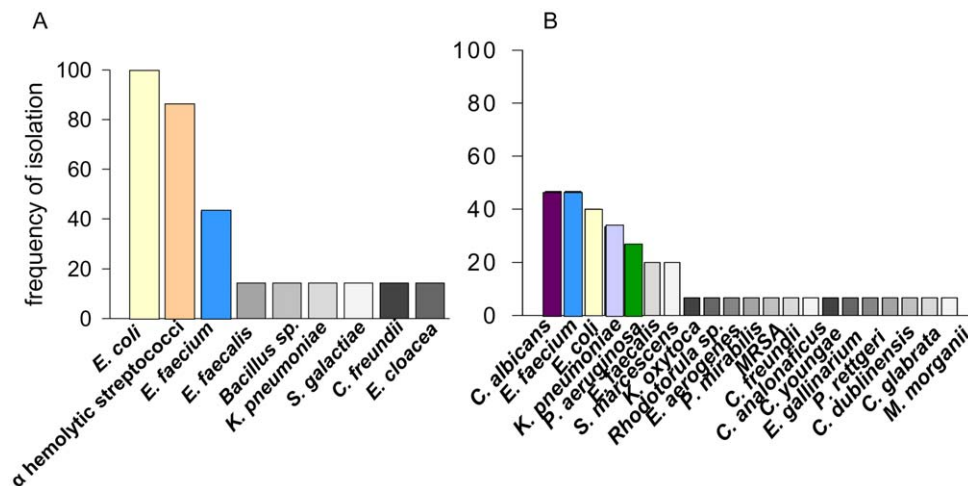 A
frequency of isolation
100
80
60
40
20
0
E. coli
α hemolytic streptococci
E. faecium
E. faecalis
Bacillus sp.
K. pneumoniae
S. galactiae
C. freundii
E. cloacea
B
100
80
60
40
20
0
C. albicans
E. faecium
E. coli
K. pneumoniae
P. aeruginosa
E. faecalis
S. marcescens
K. oxytoca
Rhodotorula sp.
E. aerogenes
P. mirabilis
MRSA
C. freundii
C. analonaficus
C. youngae
E. gallinarium
P. rettgeri
C. dublinensis
C. glabrata
M. morganii